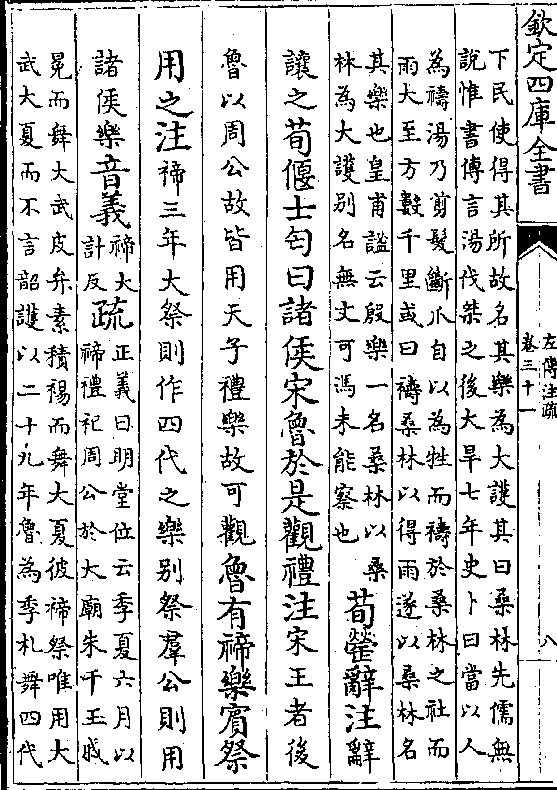 欽定四庫全書
左傳注疏
卷三十一
八
下民使得其所故名其樂為大護其曰桑林先儒無
說惟書傳言湯伐桀之後大旱七年史卜曰當以人
為禱湯乃剪髮斷爪自以為牲而禱於桑林之社而
雨大至方數千里或曰禱桑林以得雨遂以桑林名
其樂也皇甫謐云殷樂一名桑林以桑
林為大護別名無文可馮未能察也
荀罃辭注辭
讓之荀偃士匄曰諸侯宋魯於是觀禮注宋王者後
魯以周公故皆用天子禮樂故可觀魯有禘樂賔祭
用之注禘三年大祭則作四代之樂别祭羣公則用
諸侯樂音義禘大
計反
疏正義曰明堂位云季夏六月以
禘禮祀周公於大廟朱干玉戚
冕而舞大武皮弁素積裼而舞大夏彼禘祭唯用大
武大夏而不言韶護以二十九年魯為季札舞四代